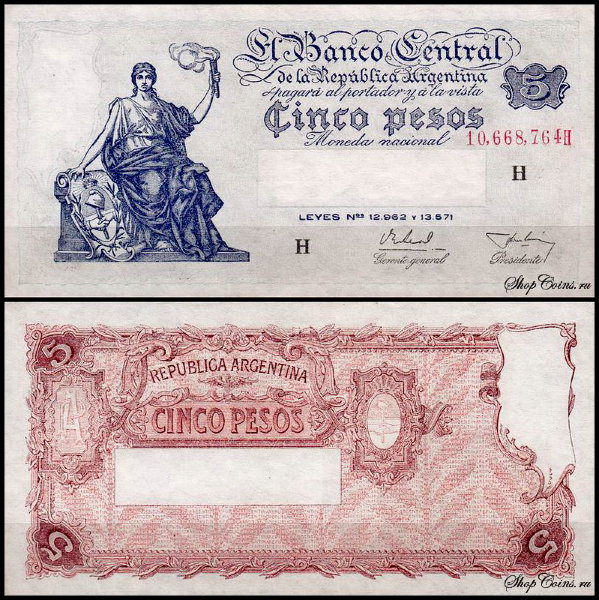 El Banco Central
de la República Argentina
pagará al portador y á la vista
Cinco pesos
Moneda nacional
5
10,668,764H
H
LEYES Nos 12.962 y 13.571
H
Gerente general
Presidente
ShopCoins.ru
5
REPUBLICA ARGENTINA
CINCO PESOS
5
5
ShopCoins.ru